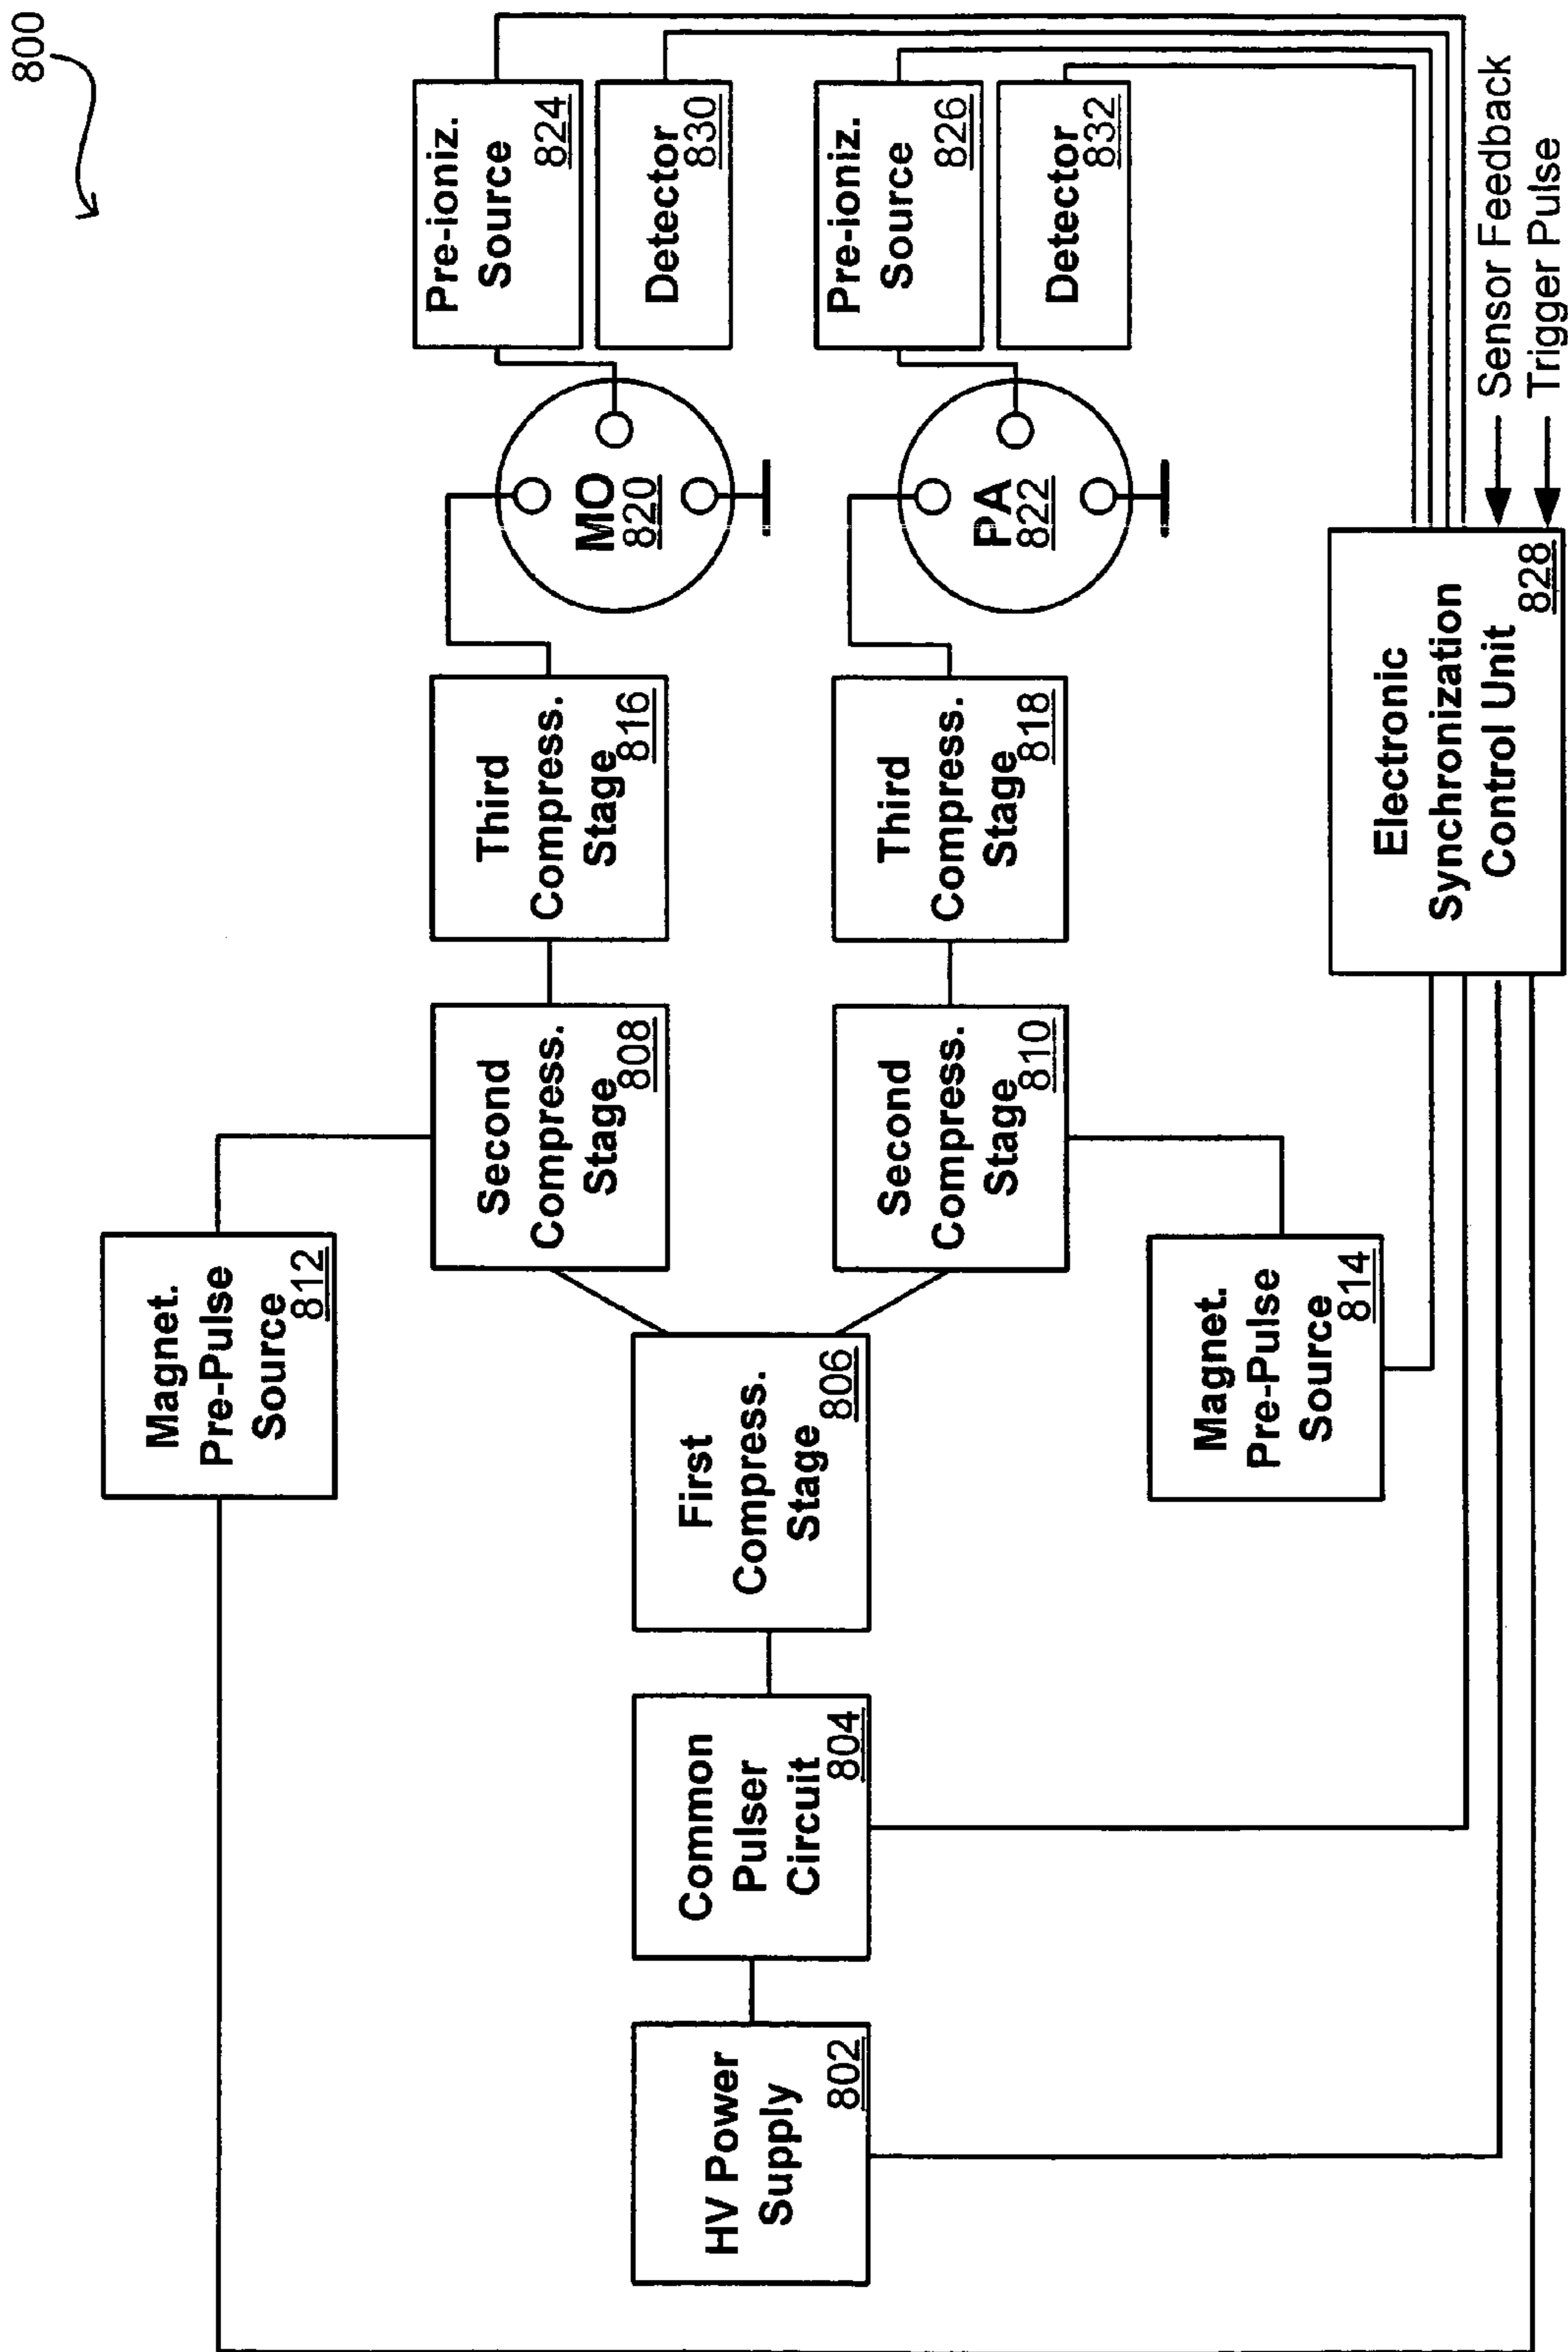 800
Magnet.
Pre-Pulse
Source
812
Pre-ioniz.
Source
824
Detector
830
Second
Compress.
Stage
808
Third
Compress.
Stage
816
MO
820
HV Power
Supply
802
Common
Pulser
Circuit
804
First
Compress.
Stage
806
Second
Compress.
Stage
810
Third
Compress.
Stage
818
PA
822
Pre-ioniz.
Source
826
Detector
832
Magnet.
Pre-Pulse
Source
814
Electronic
Synchronization
Control Unit
828
Sensor Feedback
Trigger Pulse